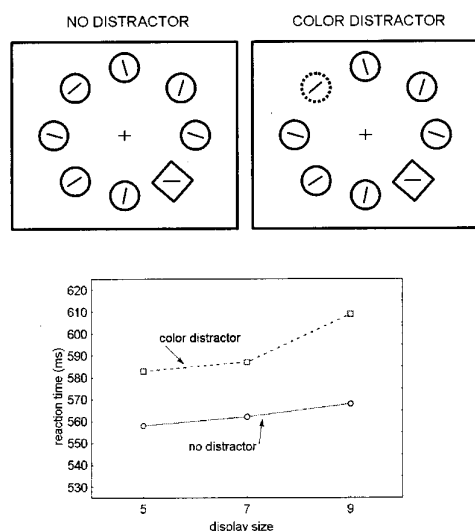 NO DISTRACTOR
COLOR DISTRACTOR
620
610
600
590
580
570
560
550
540
530
reaction time (ms)
color distractor
no distractor
5
7
9
display size